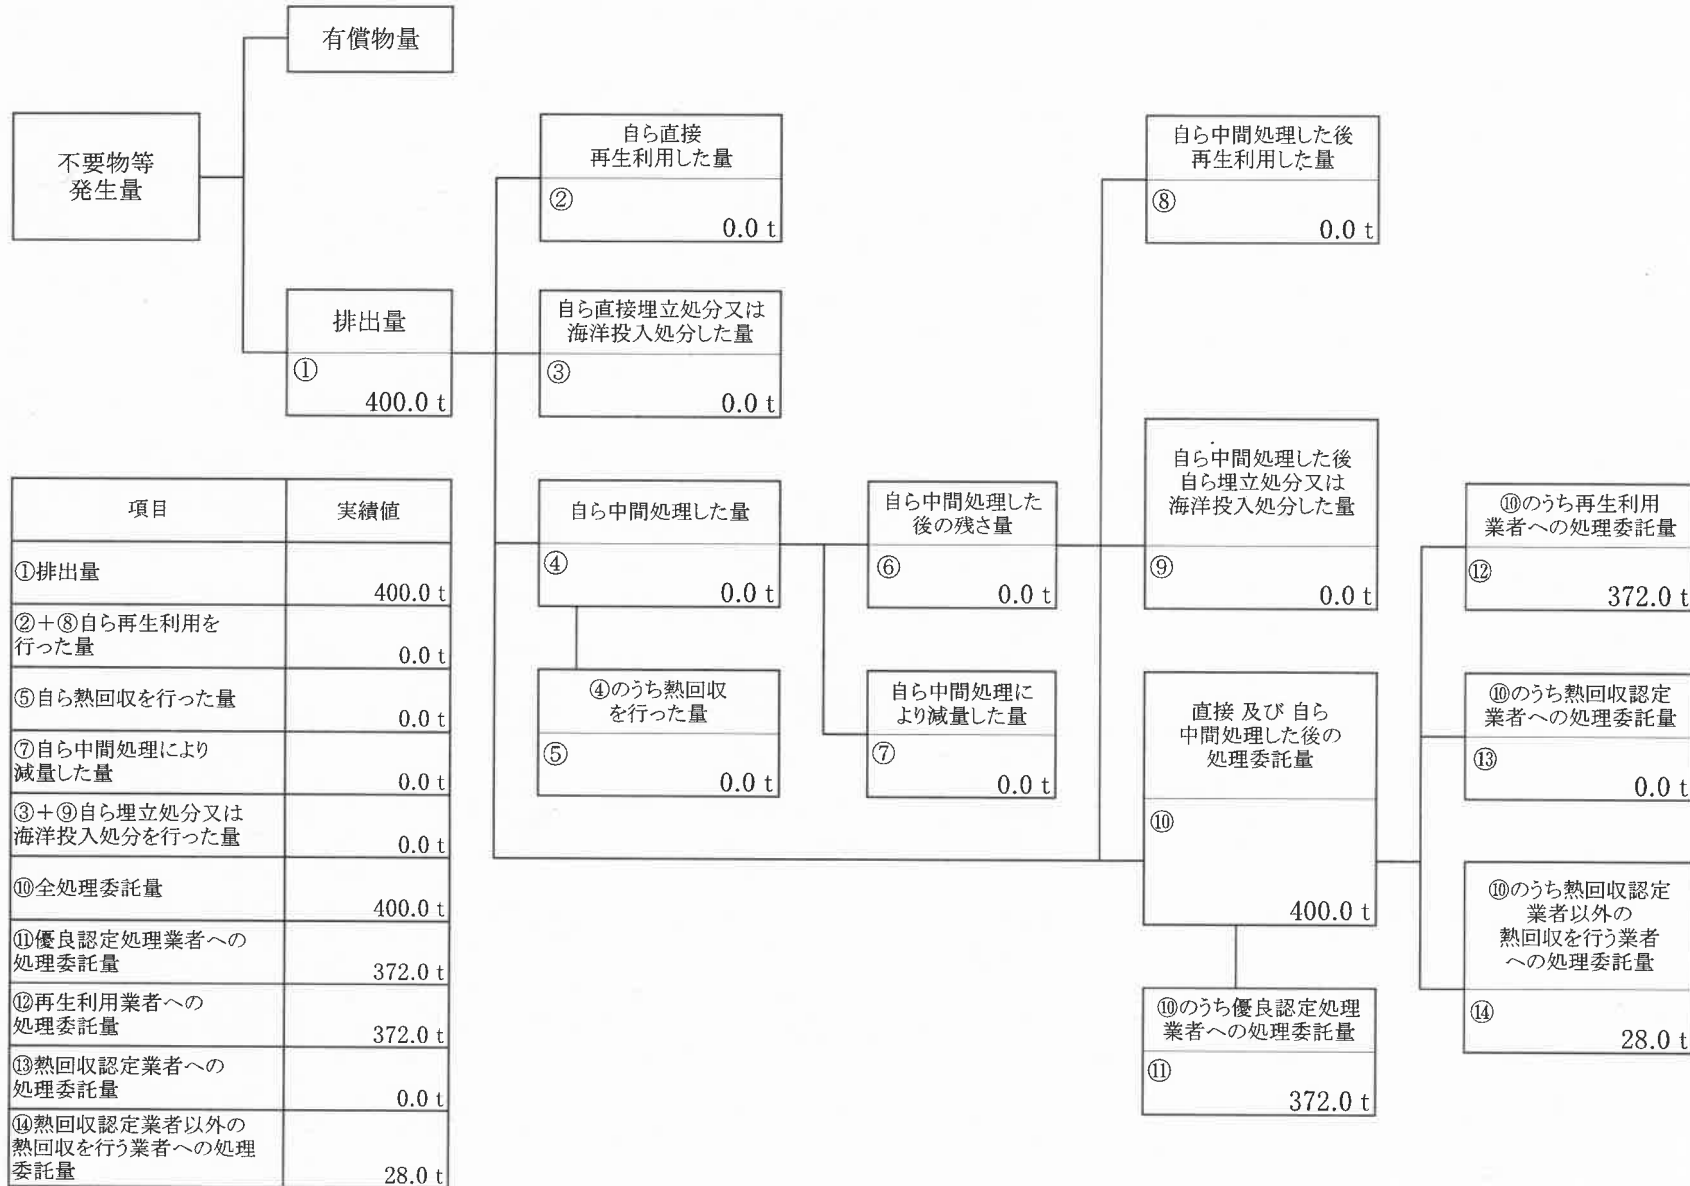 有償物量
不要物等
発生量
排出量
①
400.0 t
自ら直接
再生利用した量
②
0.0 t
自ら直接埋立処分又は
海洋投入処分した量
③
0.0 t
自ら中間処理した量
④
0.0 t
④のうち熱回収
を行った量
⑤
0.0 t
自ら中間処理した
後の残さ量
⑥
0.0 t
自ら中間処理に
より減量した量
⑦
0.0 t
自ら中間処理した後
再生利用した量
⑧
0.0 t
自ら中間処理した後
自ら埋立処分又は
海洋投入処分した量
⑨
0.0 t
直接 及び 自ら
中間処理した後の
処理委託量
⑩
400.0 t
⑩のうち優良認定処理
業者への処理委託量
⑪
372.0 t
⑩のうち再生利用
業者への処理委託量
⑫
372.0 t
⑩のうち熱回収認定
業者への処理委託量
⑬
0.0 t
⑩のうち熱回収認定
業者以外の
熱回収を行う業者
への処理委託量
⑭
28.0 t
項目 実績値
①排出量
400.0 t
②＋⑧自ら再生利用を
行った量
0.0 t
⑤自ら熱回収を行った量
0.0 t
⑦自ら中間処理により
減量した量
0.0 t
③＋⑨自ら埋立処分又は
海洋投入処分を行った量
0.0 t
⑩全処理委託量
400.0 t
⑪優良認定処理業者への
処理委託量
372.0 t
⑫再生利用業者への
処理委託量
372.0 t
⑬熱回収認定業者への
処理委託量
0.0 t
⑭熱回収認定業者以外の
熱回収を行う業者への処理
委託量
28.0 t